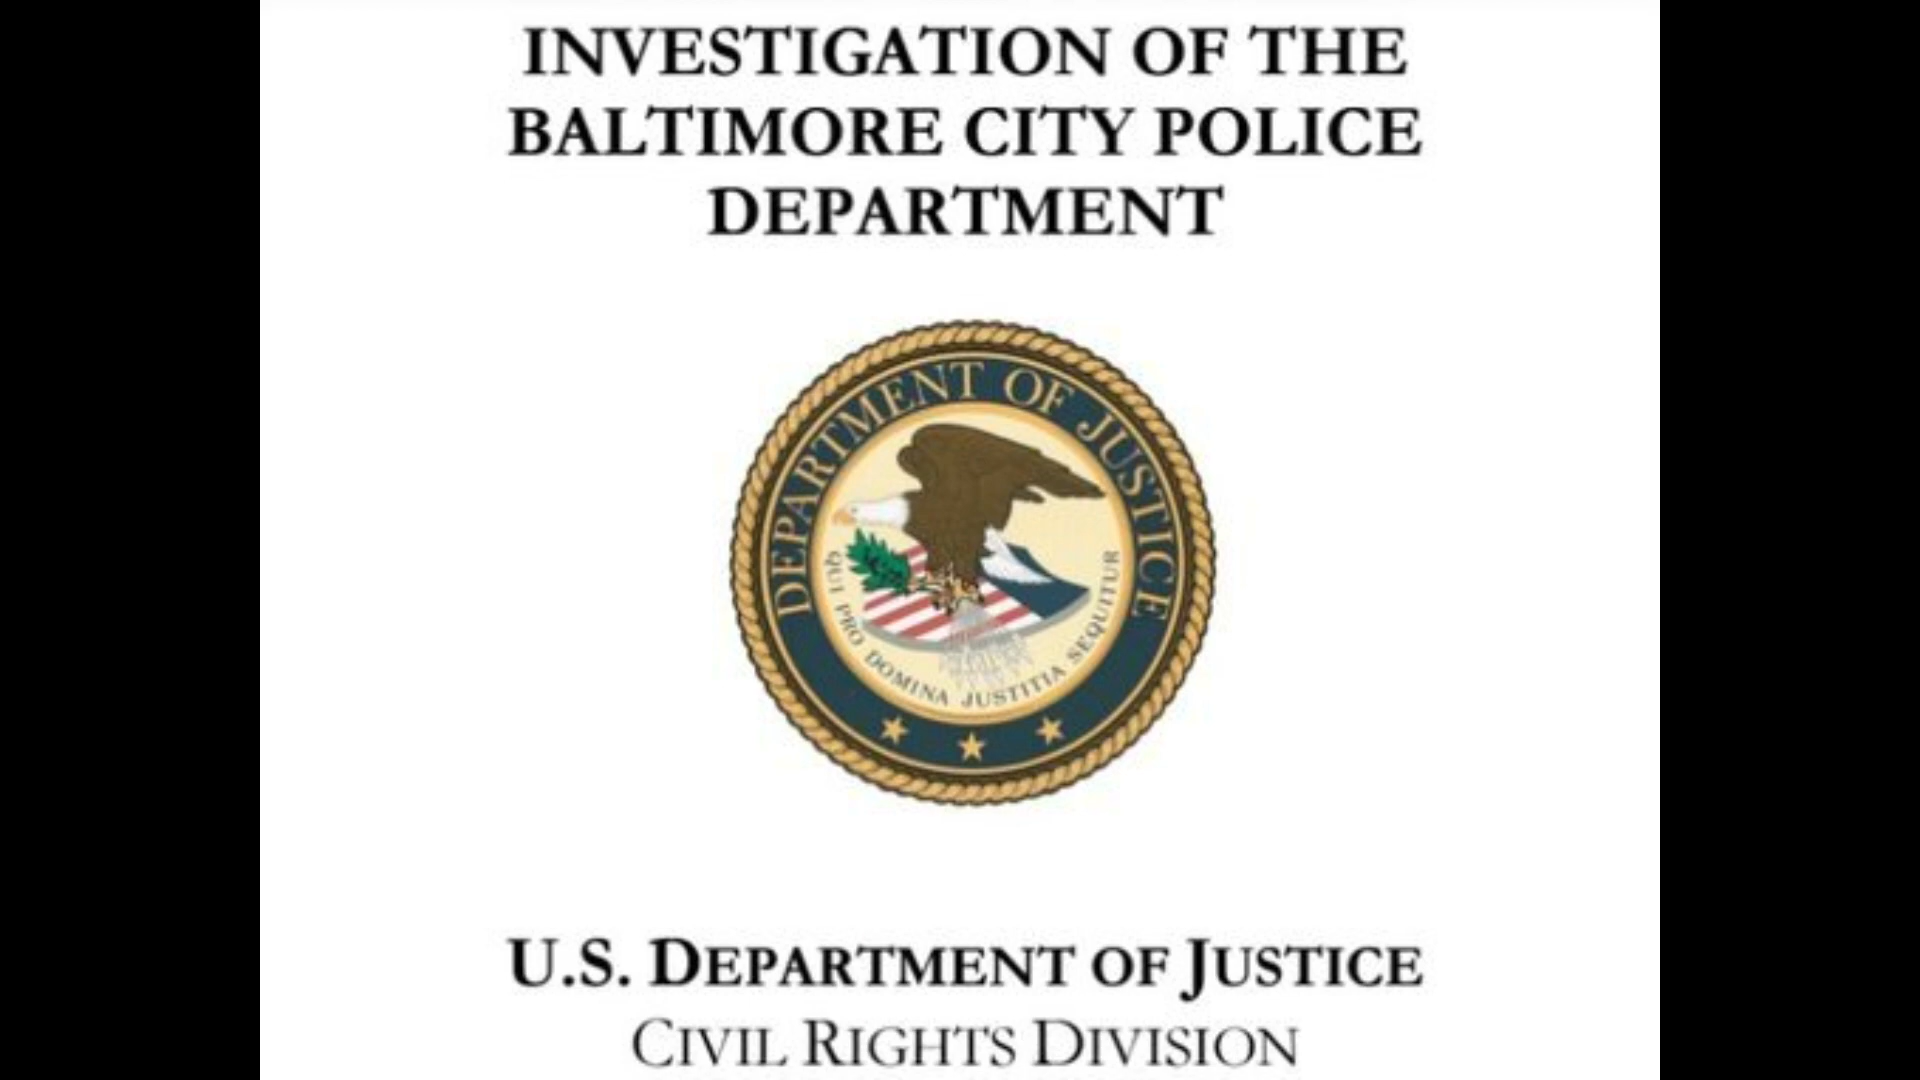 INVESTIGATION OF THE
BALTIMORE CITY POLICE
DEPARTMENT
DEPARTMENT OF JUSTICE
QUI PRO DOMINA JUSTITIA SEQUITUR
U.S. DEPARTMENT OF JUSTICE
CIVIL RIGHTS DIVISION